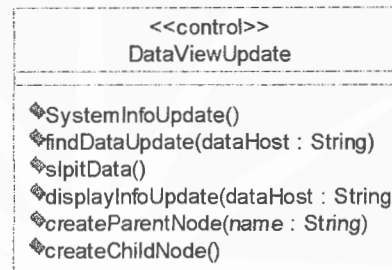 <<control>>
DataViewUpdate
SystemInfoUpdate()
findDataUpdate(dataHost : String)
slpitData()
displayInfoUpdate(dataHost : String
createParentNode(name : String)
createChildNode()